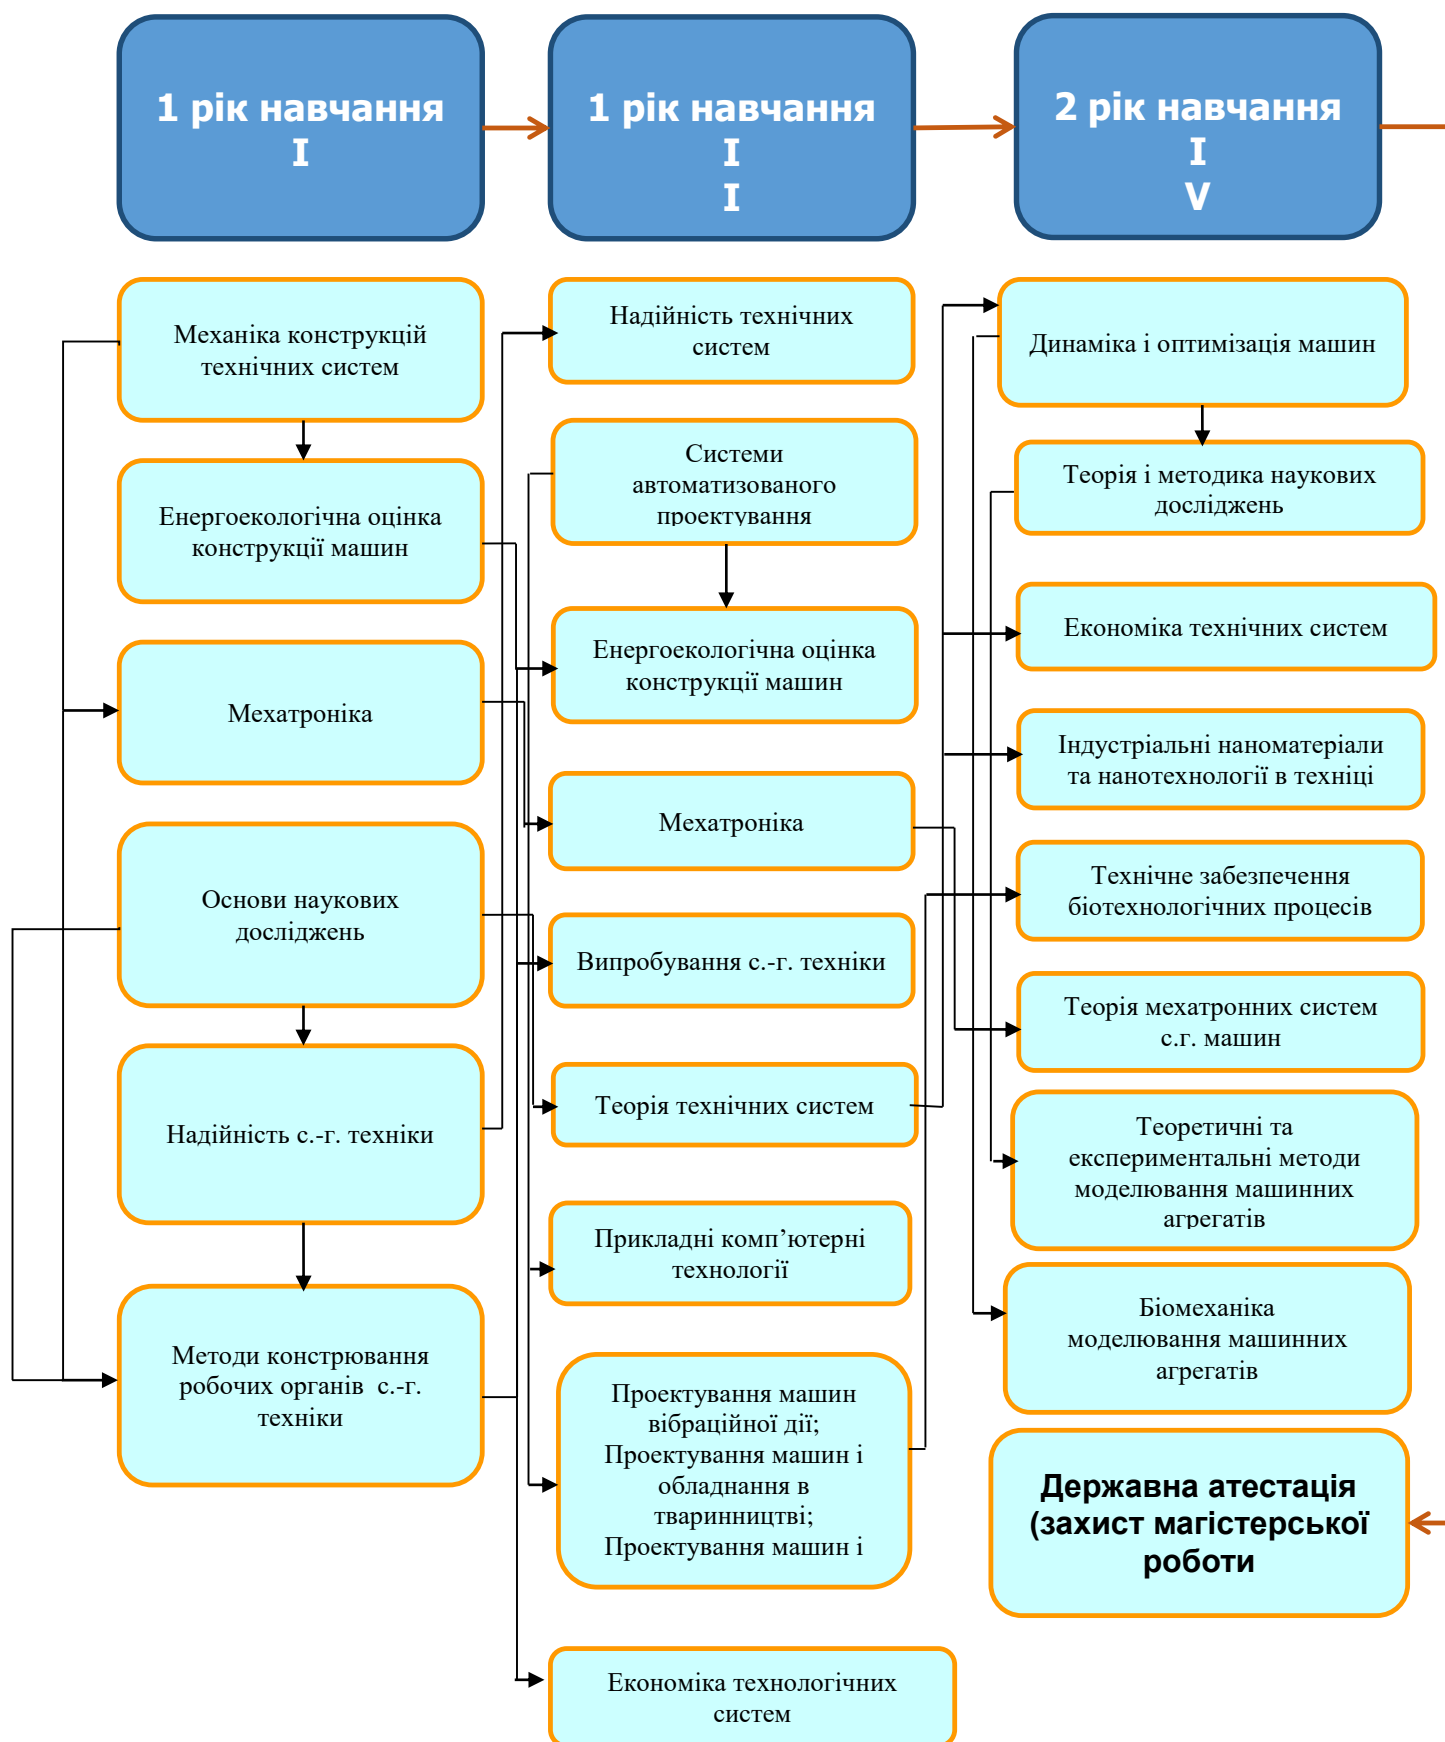 1 рік навчання
I
1 рік навчання
I
I
2 рік навчання
I
V
Механіка конструкцій
технічних систем
Енергоекологічна оцінка
конструкції машин
Мехатроніка
Основи наукових
досліджень
Надійність с.-г. техніки
Методи констрювання
робочих органів с.-г.
техніки
Надійність технічних
систем
Системи
автоматизованого
проектування
Енергоекологічна оцінка
конструкції машин
Мехатроніка
Випробування с.-г. техніки
Теорія технічних систем
Прикладні комп’ютерні
технології
Проектування машин
вібраційної дії;
Проектування машин і
обладнання в
тваринництві;
Проектування машин і
Економіка технологічних
систем
Динаміка і оптимізація машин
Теорія і методика наукових
досліджень
Економіка технічних систем
Індустріальні наноматеріали
та нанотехнології в техніці
Технічне забезпечення
біотехнологічних процесів
Теорія мехатронних систем
с.г. машин
Теоретичні та
експериментальні методи
моделювання машинних
агрегатів
Біомеханіка
моделювання машинних
агрегатів
Державна атестація
(захист магістерської
роботи